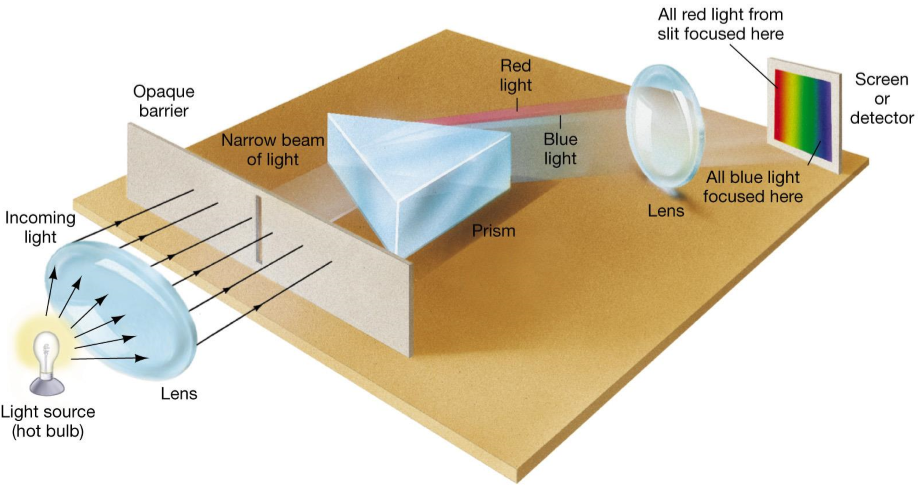 All red light from
slit focused here
Red
light
Screen
or
detector
Opaque
barrier
Narrow beam
of light
Blue
light
All blue light
focused here
Lens
Incoming
light
Prism
Lens
Light source
(hot bulb)